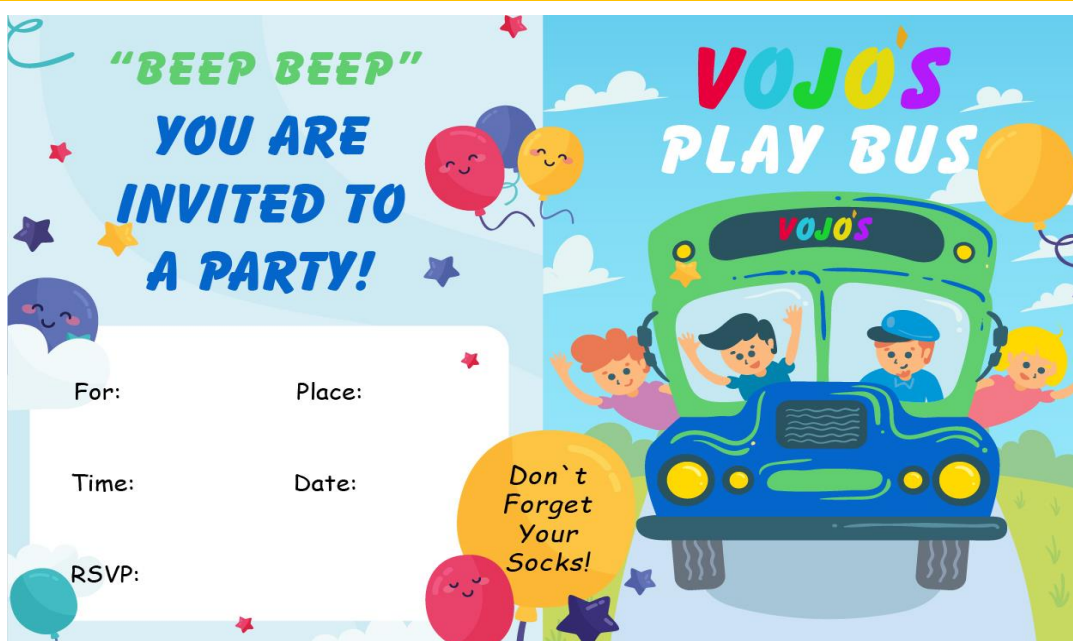 “BEEP BEEP”
YOU ARE
INVITED TO
A PARTY!
For:
Place:
Time:
Date:
RSVP:
Don`t
Forget
Your
Socks!
VOJO'S
PLAY BUS
VOJO'S